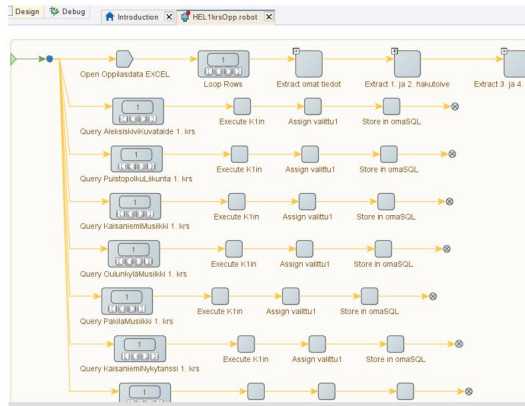 Design Debug Introduction HEL1krsOpp.robot
Open Oppilasdata EXCEL
1
Loop Rows
Extract omat tiedot
Extract 1. ja 2. hakutoive
Extract 3. ja 4.
1
Query Aleksiskivikuvataide 1. krs
Execute K1in
Assign valittu1
Store in omaSQL
1
Query PuistopolkuLiikunta 1. krs
Execute K1in
Assign valittu1
Store in omaSQL
1
Query KaisaniemiMusiikki 1. krs
Execute K1in
Assign valittu1
Store in omaSQL
1
Query OulunkyläMusiikki 1. krs
Execute K1in
Assign valittu1
Store in omaSQL
1
Query PakilaMusiikki 1. krs
Execute K1in
Assign valittu1
Store in omaSQL
1
Query KaisaniemiNykytanssi 1. krs
Execute K1in
Assign valittu1
Store in omaSQL
1